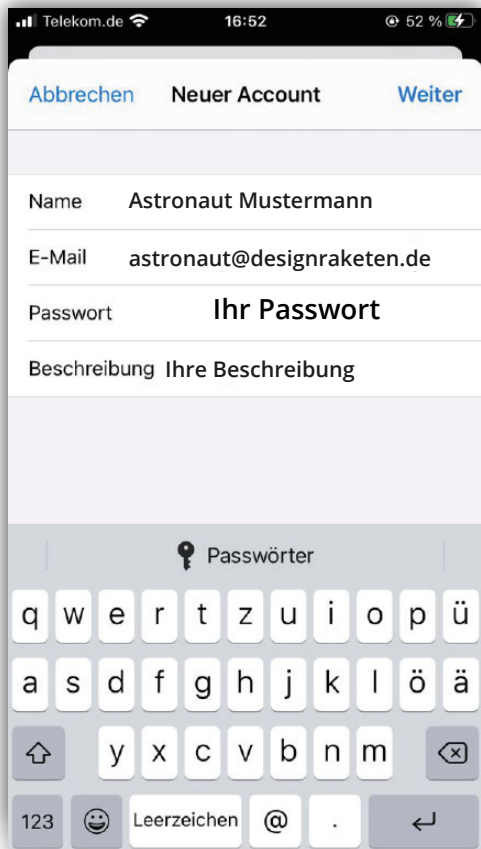 Telekom.de 16:52 52 %
Abbrechen Neuer Account Weiter
Name Astronaut Mustermann
E-Mail astronaut@designraketen.de
Passwort Ihr Passwort
Beschreibung Ihre Beschreibung
Passwörter
q w e r t z u i o p ü
a s d f g h j k l ö ä
y x c v b n m
123 Leerzeichen @ .